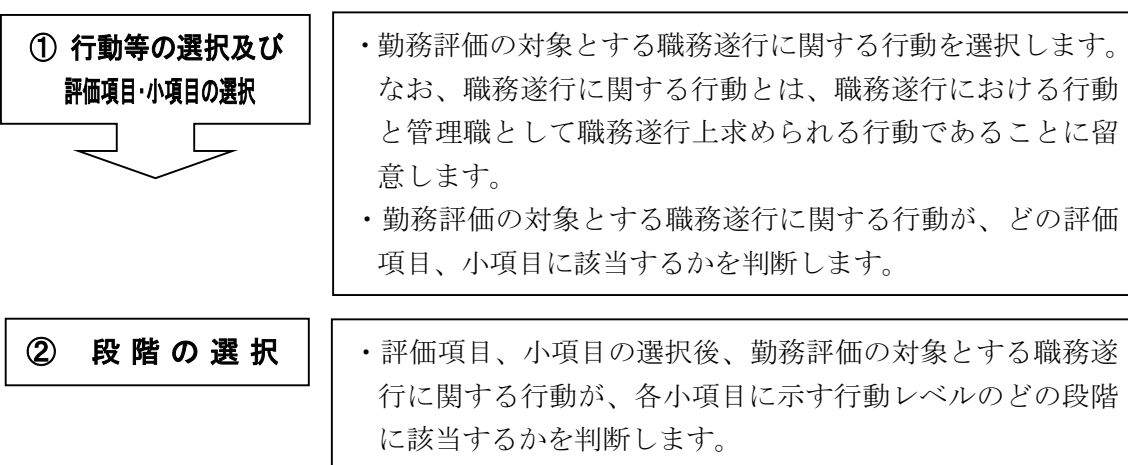 ① 行動等の選択及び
評価項目・小項目の選択
・勤務評価の対象とする職務遂行に関する行動を選択します。
なお、職務遂行に関する行動とは、職務遂行における行動
と管理職として職務遂行上求められる行動であることに留
意します。
・勤務評価の対象とする職務遂行に関する行動が、どの評価
項目、小項目に該当するかを判断します。
② 段階の選択
・評価項目、小項目の選択後、勤務評価の対象とする職務遂
行に関する行動が、各小項目に示す行動レベルのどの段階
に該当するかを判断します。